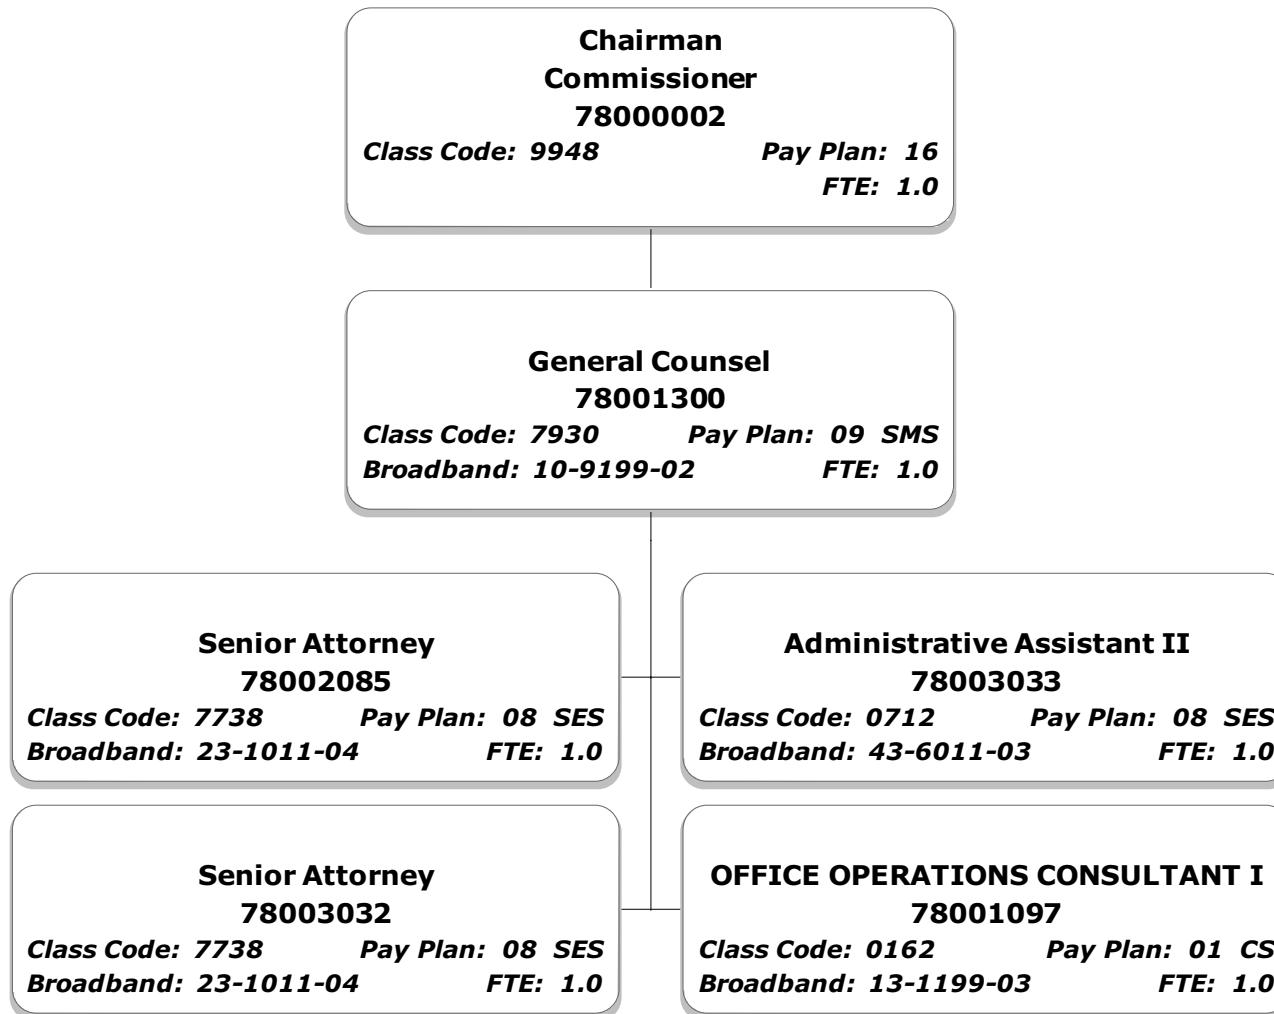 Chairman
Commissioner
78000002
Class Code: 9948 Pay Plan: 16
FTE: 1.0
General Counsel
78001300
Class Code: 7930 Pay Plan: 09 SMS
Broadband: 10-9199-02 FTE: 1.0
Senior Attorney
78002085
Class Code: 7738 Pay Plan: 08 SES
Broadband: 23-1011-04 FTE: 1.0
Administrative Assistant II
78003033
Class Code: 0712 Pay Plan: 08 SES
Broadband: 43-6011-03 FTE: 1.0
Senior Attorney
78003032
Class Code: 7738 Pay Plan: 08 SES
Broadband: 23-1011-04 FTE: 1.0
OFFICE OPERATIONS CONSULTANT I
78001097
Class Code: 0162 Pay Plan: 01 CS
Broadband: 13-1199-03 FTE: 1.0